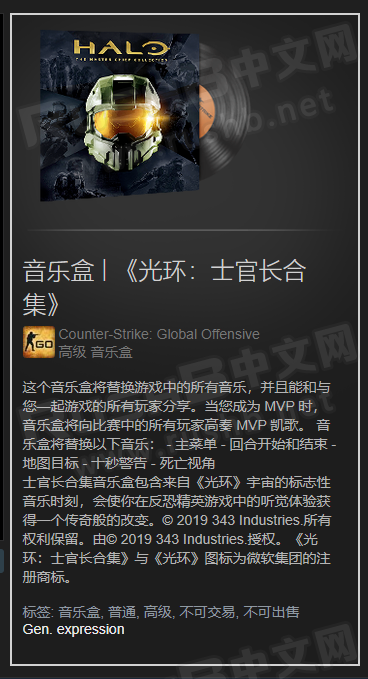 HALO
THE MASTER CHIEF COLLECTION
音乐盒 | 《光环：士官长合
集》
GO
Counter-Strike: Global Offensive
高级 音乐盒
这个音乐盒将替换游戏中的所有音乐，并且能和与
您一起游戏的所有玩家分享。当您成为 MVP 时，
音乐盒将向比赛中的所有玩家高奏 MVP 凯歌。 音
乐盒将替换以下音乐： - 主菜单 - 回合开始和结束 -
地图目标 - 十秒警告 - 死亡视角
士官长合集音乐盒包含来自《光环》宇宙的标志性
音乐时刻，会使你在反恐精英游戏中的听觉体验获
得一个传奇般的改变。© 2019 343 Industries.所有
权利保留。由© 2019 343 Industries.授权。《光
环：士官长合集》与《光环》图标为微软集团的注
册商标。
标签: 音乐盒, 普通, 高级, 不可交易, 不可出售
Gen. expression